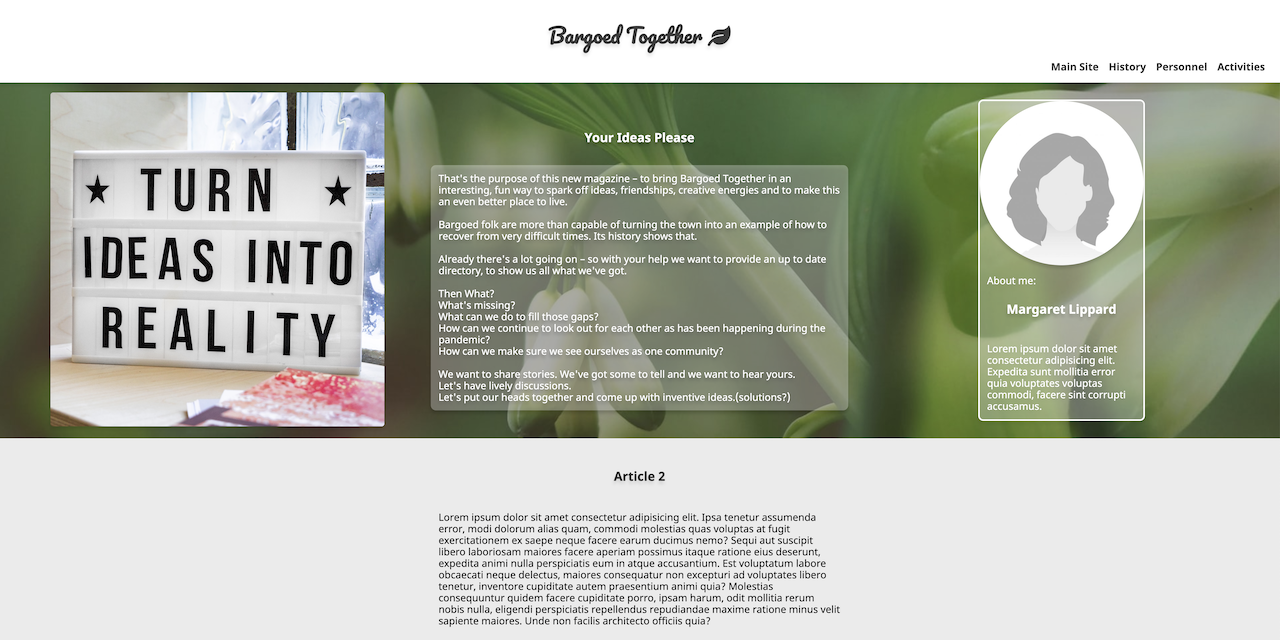 Bargoed Together
Main Site History Personnel Activities
TURN
IDEAS INTO
REALITY
Your Ideas Please
That's the purpose of this new magazine – to bring Bargoed Together in an
interesting, fun way to spark off ideas, friendships, creative energies and to make this
an even better place to live.
Bargoed folk are more than capable of turning the town into an example of how to
recover from very difficult times. Its history shows that.
Already there's a lot going on – so with your help we want to provide an up to date
directory, to show us all what we've got.
Then What?
What's missing?
What can we do to fill those gaps?
How can we continue to look out for each other as has been happening during the
pandemic?
How can we make sure we see ourselves as one community?
We want to share stories. We've got some to tell and we want to hear yours.
Let's have lively discussions.
Let's put our heads together and come up with inventive ideas.(solutions?)
About me:
Margaret Lippard
Lorem ipsum dolor sit amet
consectetur adipisicing elit.
Expedita sunt mollitia error
quia voluptates voluptas
commodi, facere sint corrupti
accusamus.
Article 2
Lorem ipsum dolor sit amet consectetur adipisicing elit. Ipsa tenetur assumenda
error, modi dolorum alias quam, commodi molestias quas voluptas at fugit
exercitationem ex saepe neque facere earum ducimus nemo? Sequi aut suscipit
libero laboriosam maiores facere aperiam possimus itaque ratione eius deserunt,
expedita animi nulla perspiciatis eum in atque accusantium. Est voluptatum labore
obcaecati neque delectus, maiores consequatur non excepturi ad voluptates libero
tenetur, inventore cupiditate autem praesentium animi quia? Molestias
consequuntur quidem facere cupiditate porro, ipsam harum, odit mollitia rerum
nobis nulla, eligendi perspiciatis repellendus repudiandae maxime ratione minus velit
sapiente maiores. Unde non facilis architecto officiis quia?